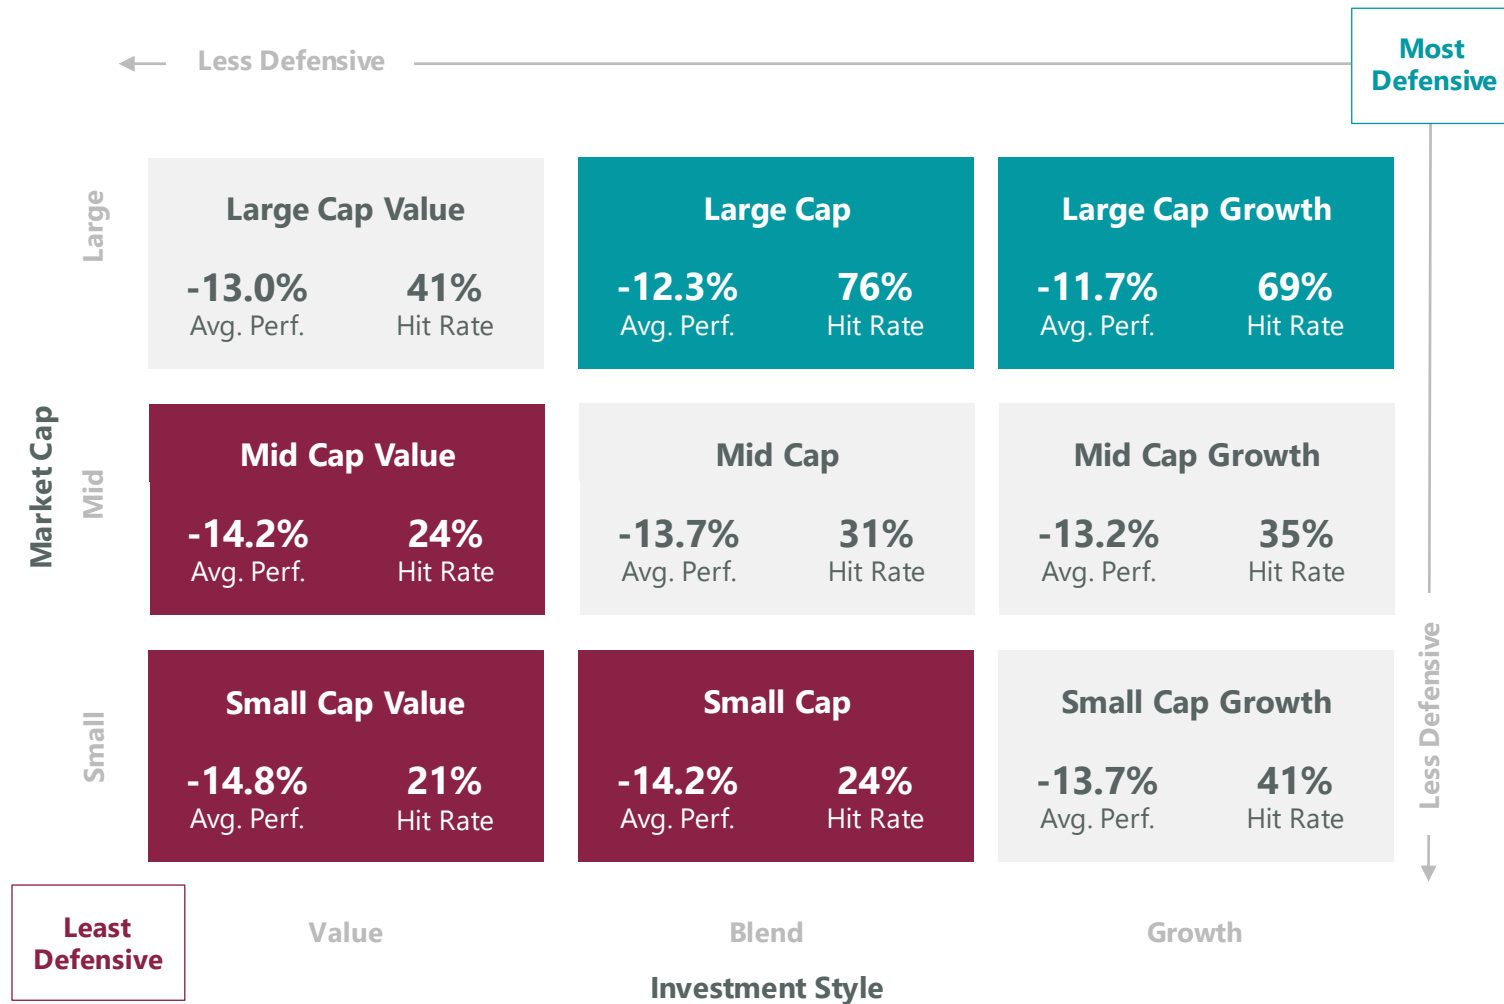 Less Defensive
Most
Defensive
Large
Large Cap Value
-13.0%
41%
Avg. Perf.
Hit Rate
Large Cap
-12.3%
76%
Avg. Perf.
Hit Rate
Large Cap Growth
-11.7%
69%
Avg. Perf.
Hit Rate
Market Cap
Mid
Mid Cap Value
-14.2%
24%
Avg. Perf.
Hit Rate
Mid Cap
-13.7%
31%
Avg. Perf.
Hit Rate
Mid Cap Growth
-13.2%
35%
Avg. Perf.
Hit Rate
Small
Small Cap Value
-14.8%
21%
Avg. Perf.
Hit Rate
Small Cap
-14.2%
24%
Avg. Perf.
Hit Rate
Small Cap Growth
-13.7%
41%
Avg. Perf.
Hit Rate
Less Defensive
Least
Defensive
Value
Blend
Growth
Investment Style